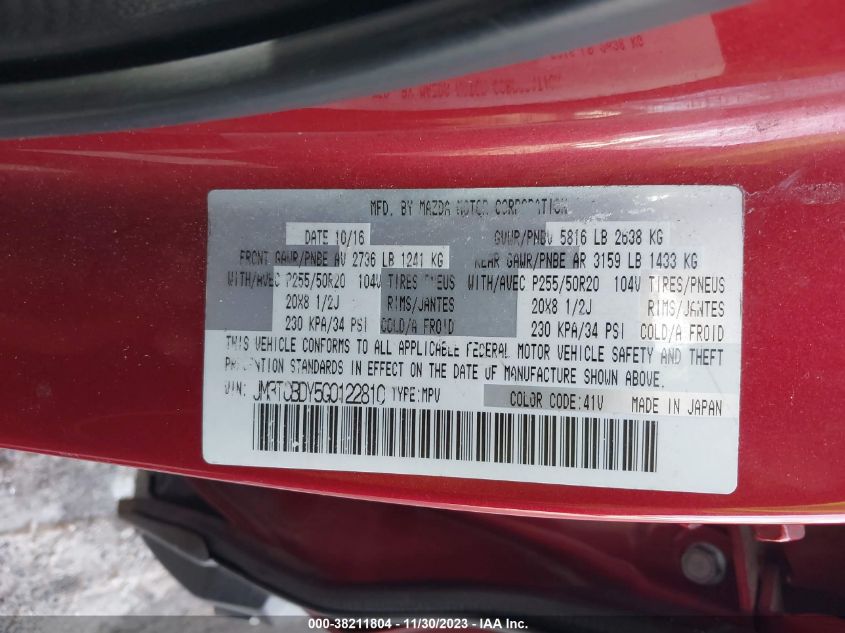 MFD. BY MAZDA MOTOR CORPORATION
DATE 10/16 GVWR/PNBV 5816 LB 2638 KG
FRONT GAWR/PNBE AV 2736 LB 1241 KG REAR GAWR/PNBE AR 3159 LB 1433 KG
WITH/AVEC P255/50R20 104V TIRES/PNEUS WITH/AVEC P255/50R20 104V TIRES/PNEUS
20X8 1/2J RIMS/JANTES 20X8 1/2J RIMS/JANTES
230 KPA/34 PSI COLD/A FROID 230 KPA/34 PSI COLD/A FROID
THIS VEHICLE CONFORMS TO ALL APPLICABLE FEDERAL MOTOR VEHICLE SAFETY AND THEFT
PREVENTION STANDARDS IN EFFECT ON THE DATE OF MANUFACTURE SHOWN ABOVE.
VIN: TYPE:MPV COLOR CODE:41V MADE IN JAPAN
000-38211804 - 11/30/2023 - IAA Inc.